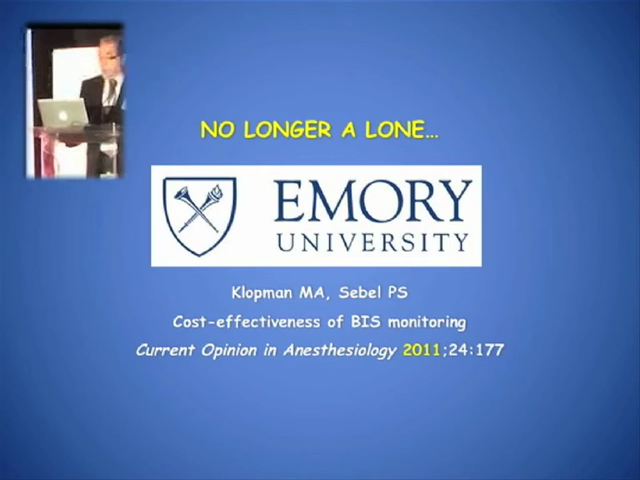 NO LONGER A LONE…
EMORY
UNIVERSITY
Klopman MA, Sebel PS
Cost-effectiveness of BIS monitoring
Current Opinion in Anesthesiology 2011;24:177